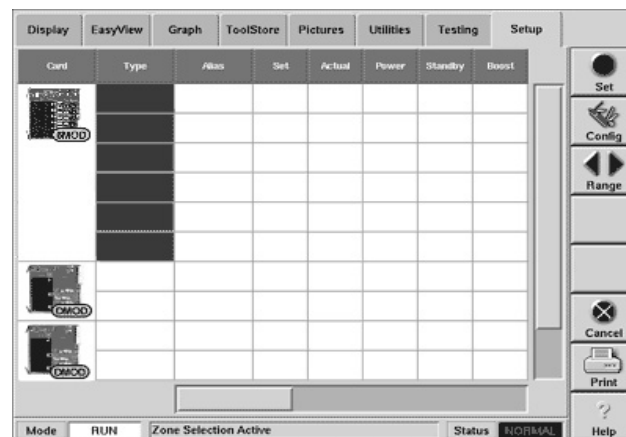 Display EasyView Graph ToolStore Pictures Utilities Testing Setup
Card Type Alias Set Actual Power Standby Boost
Set
Config
Range
Cancel
Print
Help
DMOD
DMOD
Mode RUN Zone Selection Active Status NORMAL